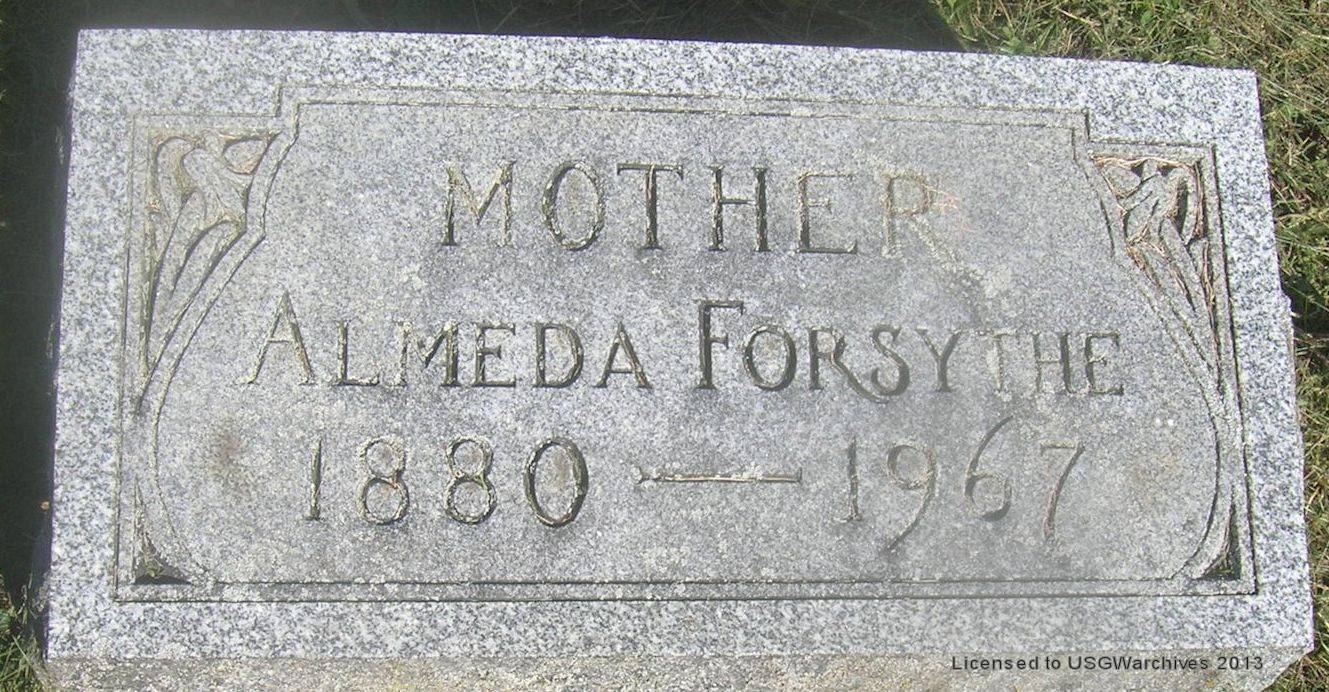 MOTHER
ALMEDA FORSYTHE
1880 — 1967
Licensed to USGWarchives 2013